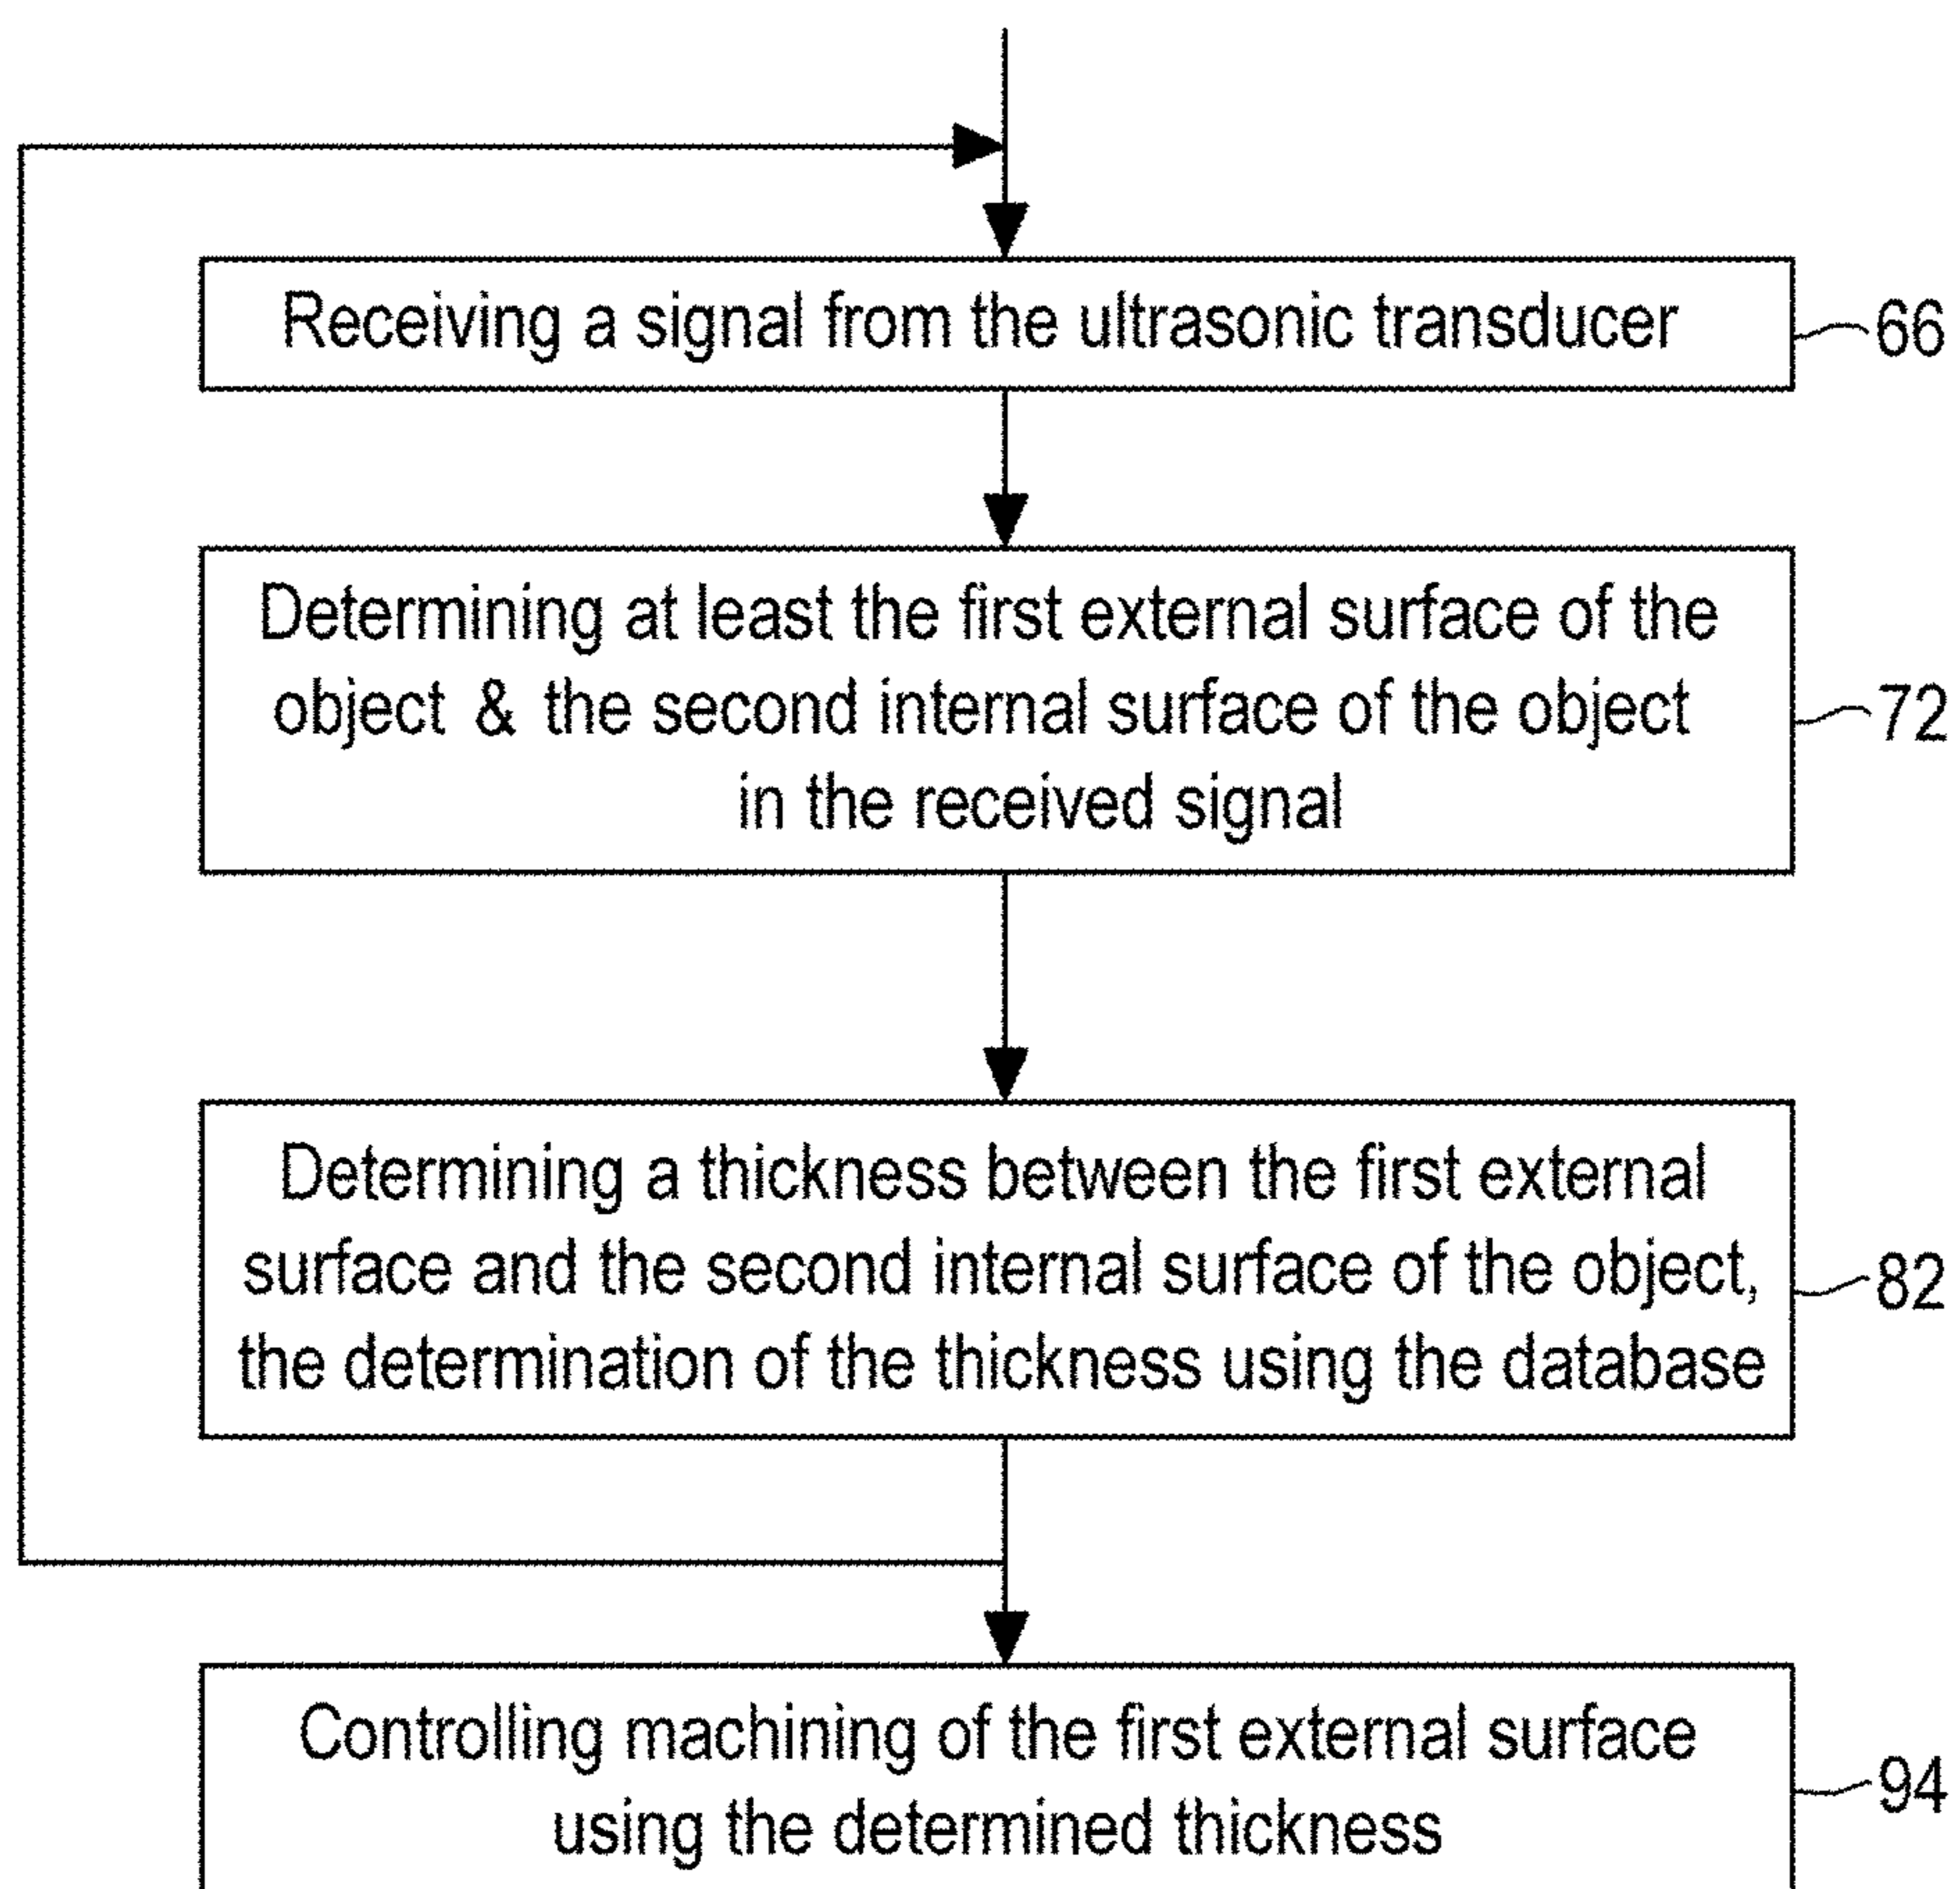 Receiving a signal from the ultrasonic transducer
66
Determining at least the first external surface of the
object & the second internal surface of the object
in the received signal
72
Determining a thickness between the first external
surface and the second internal surface of the object,
the determination of the thickness using the database
82
Controlling machining of the first external surface
using the determined thickness
94